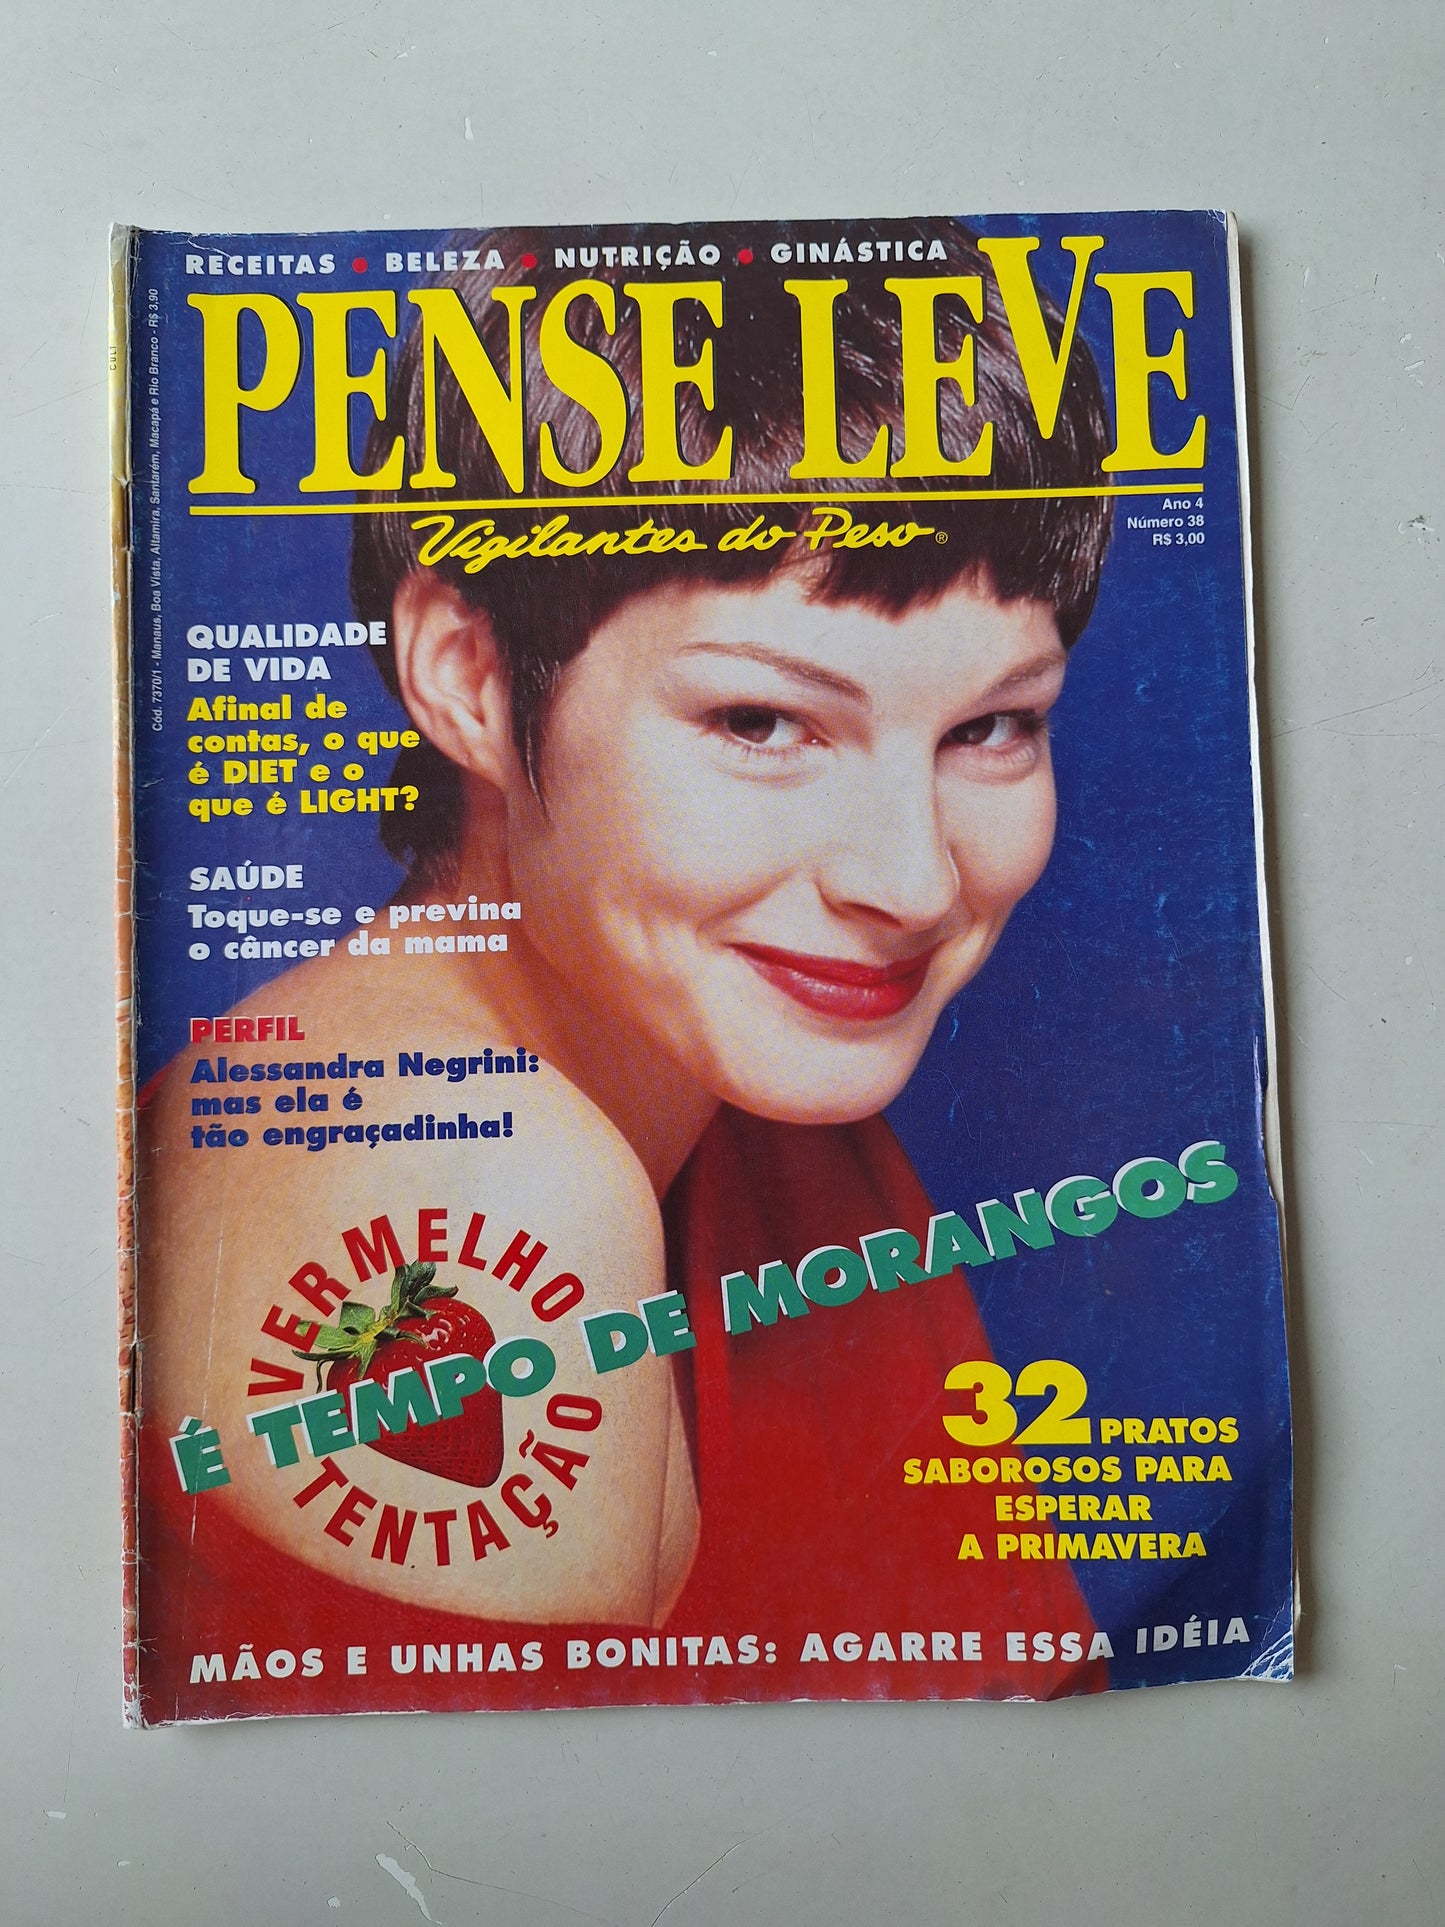 RECEITAS • BELEZA • NUTRIÇÃO • GINÁSTICA
PENSE LEVE
Vigilantes do Peso®
Ano 4
Número 38
R$ 3,00
Cód. 7370/1 - Manaus, Boa Vista, Altamira, Santarém, Macapá e Rio Branco - R$ 3,90
QUALIDADE
DE VIDA
Afinal de
contas, o que
é DIET e o
que é LIGHT?
SAÚDE
Toque-se e previna
o câncer da mama
PERFIL
Alessandra Negrini:
mas ela é
tão engraçadinha!
VERMELHO
TENTAÇÃO
É TEMPO DE MORANGOS
32 PRATOS
SABOROSOS PARA
ESPERAR
A PRIMAVERA
MÃOS E UNHAS BONITAS: AGARRE ESSA IDÉIA